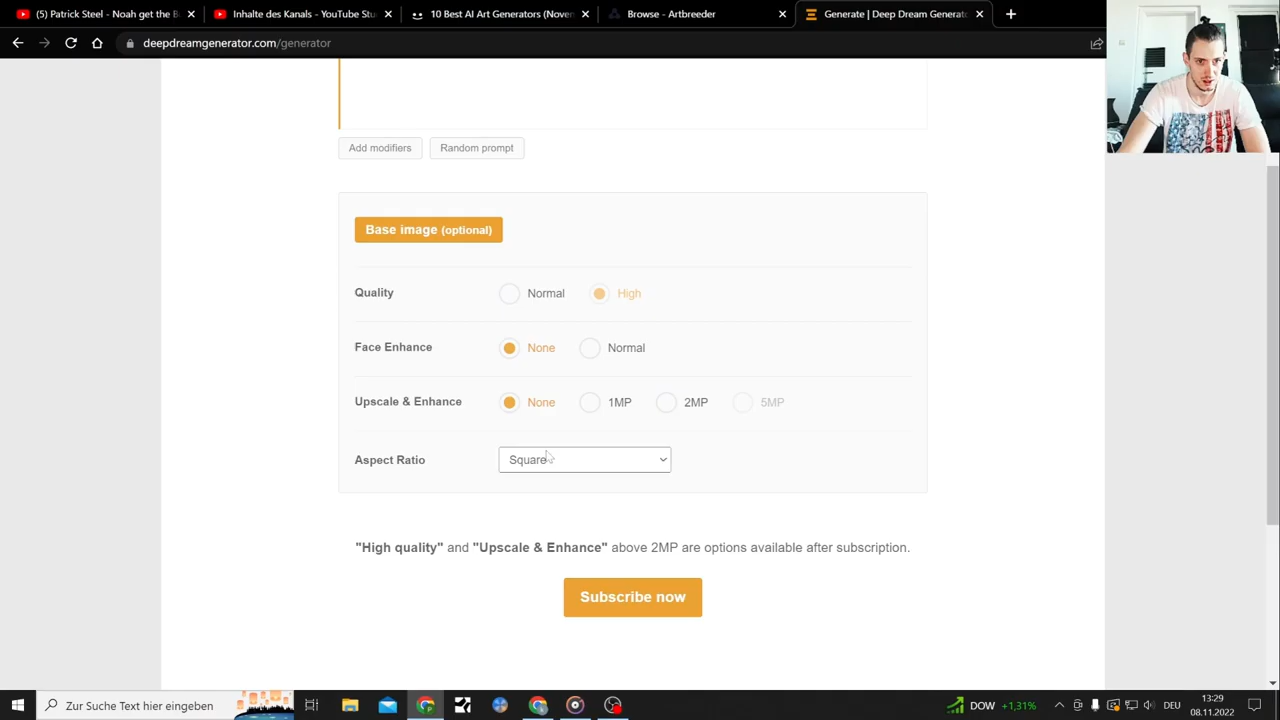 (5) Patrick Steel - Noah get the B
Inhalte des Kanals - YouTube Stu
10 Best AI Art Generators (Noven
Browse - Artbreeder
Generate | Deep Dream Generato
deepdreamgenerator.com/generator
Add modifiers
Random prompt
Base image (optional)
Quality
Normal
High
Face Enhance
None
Normal
Upscale & Enhance
None
1MP
2MP
5MP
Aspect Ratio
Square
"High quality" and "Upscale & Enhance" above 2MP are options available after subscription.
Subscribe now
Zur Suche Text hier eingeben
DOW +1,31%
DEU
13:29
08.11.2022